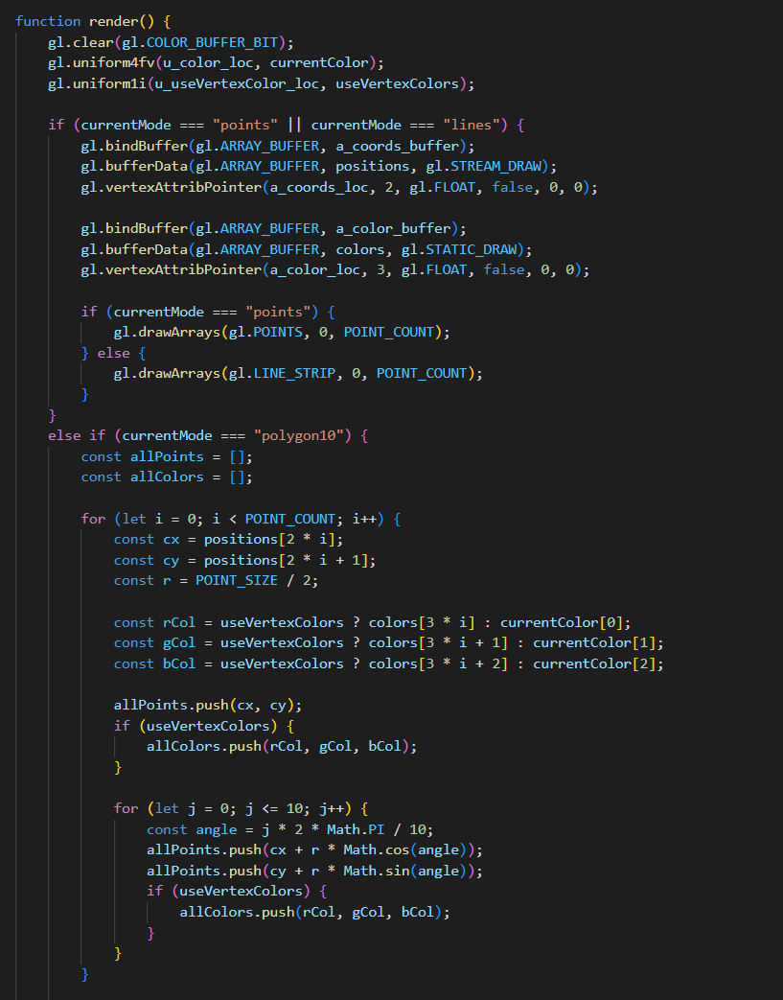 function render() {
    gl.clear(gl.COLOR_BUFFER_BIT);
    gl.uniform4fv(u_color_loc, currentColor);
    gl.uniform1i(u_useVertexColor_loc, useVertexColors);

    if (currentMode === "points" || currentMode === "lines") {
        gl.bindBuffer(gl.ARRAY_BUFFER, a_coords_buffer);
        gl.bufferData(gl.ARRAY_BUFFER, positions, gl.STREAM_DRAW);
        gl.vertexAttribPointer(a_coords_loc, 2, gl.FLOAT, false, 0, 0);

        gl.bindBuffer(gl.ARRAY_BUFFER, a_color_buffer);
        gl.bufferData(gl.ARRAY_BUFFER, colors, gl.STATIC_DRAW);
        gl.vertexAttribPointer(a_color_loc, 3, gl.FLOAT, false, 0, 0);

        if (currentMode === "points") {
            gl.drawArrays(gl.POINTS, 0, POINT_COUNT);
        } else {
            gl.drawArrays(gl.LINE_STRIP, 0, POINT_COUNT);
        }
    }
    else if (currentMode === "polygon10") {
        const allPoints = [];
        const allColors = [];

        for (let i = 0; i < POINT_COUNT; i++) {
            const cx = positions[2 * i];
            const cy = positions[2 * i + 1];
            const r = POINT_SIZE / 2;

            const rCol = useVertexColors ? colors[3 * i] : currentColor[0];
            const gCol = useVertexColors ? colors[3 * i + 1] : currentColor[1];
            const bCol = useVertexColors ? colors[3 * i + 2] : currentColor[2];

            allPoints.push(cx, cy);
            if (useVertexColors) {
                allColors.push(rCol, gCol, bCol);
            }

            for (let j = 0; j <= 10; j++) {
                const angle = j * 2 * Math.PI / 10;
                allPoints.push(cx + r * Math.cos(angle));
                allPoints.push(cy + r * Math.sin(angle));
                if (useVertexColors) {
                    allColors.push(rCol, gCol, bCol);
                }
            }
        }